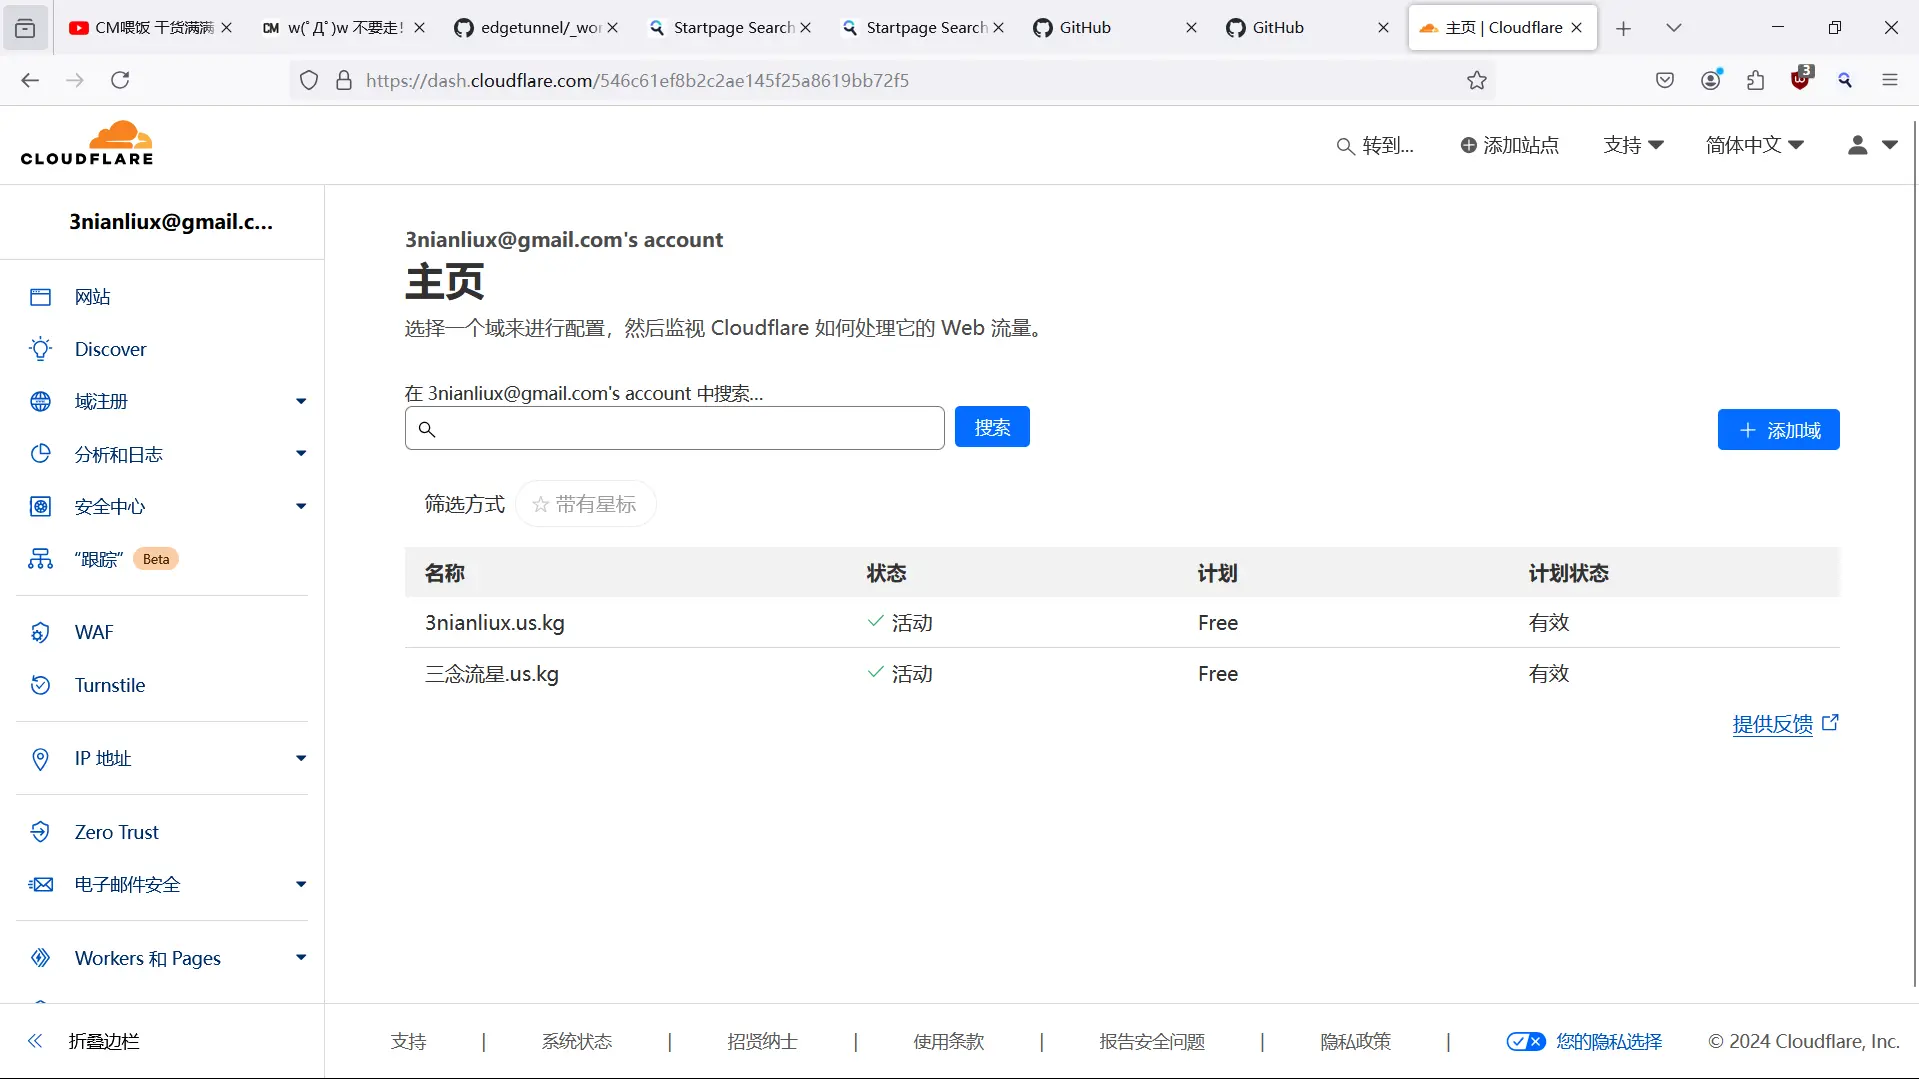 CM喂饭 干货满满
CM w(ﾟДﾟ)w 不要走!
edgetunnel/_wor
Startpage Search
Startpage Search
GitHub
GitHub
主页 | Cloudflare
https://dash.cloudflare.com/546c61ef8b2c2ae145f25a8619bb72f5
3
CLOUDFLARE
转到...
添加站点
支持
简体中文
3nianliux@gmail.c...
网站
Discover
域注册
分析和日志
安全中心
“跟踪” Beta
WAF
Turnstile
IP 地址
Zero Trust
电子邮件安全
Workers 和 Pages
折叠边栏
3nianliux@gmail.com's account
主页
选择一个域来进行配置，然后监视 Cloudflare 如何处理它的 Web 流量。
在 3nianliux@gmail.com's account 中搜索...
搜索
添加域
筛选方式 带有星标
名称 状态 计划 计划状态
3nianliux.us.kg 活动 Free 有效
三念流星.us.kg 活动 Free 有效
提供反馈
支持 | 系统状态 | 招贤纳士 | 使用条款 | 报告安全问题 | 隐私政策 | 您的隐私选择 © 2024 Cloudflare, Inc.